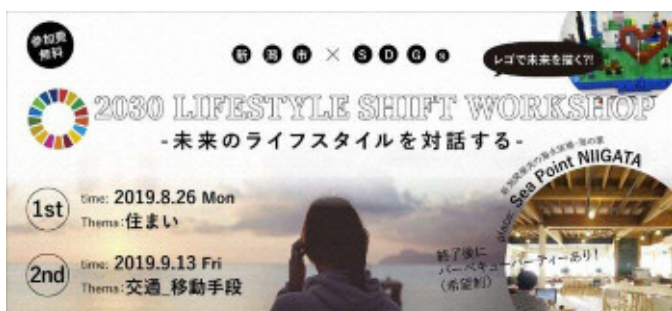 参加費
無料
新潟市×SDGs
レゴで未来を描く?!
2030 LIFESTYLE SHIFT WORKSHOP
-未来のライフスタイルを対話する-
1st
time: 2019.8.26 Mon
Thema:住まい
2nd
time: 2019.9.13 Fri
Thema:交通_移動手段
place: Sea Point NIIGATA
終了後に
バーベキューパーティーあり!
(希望制)